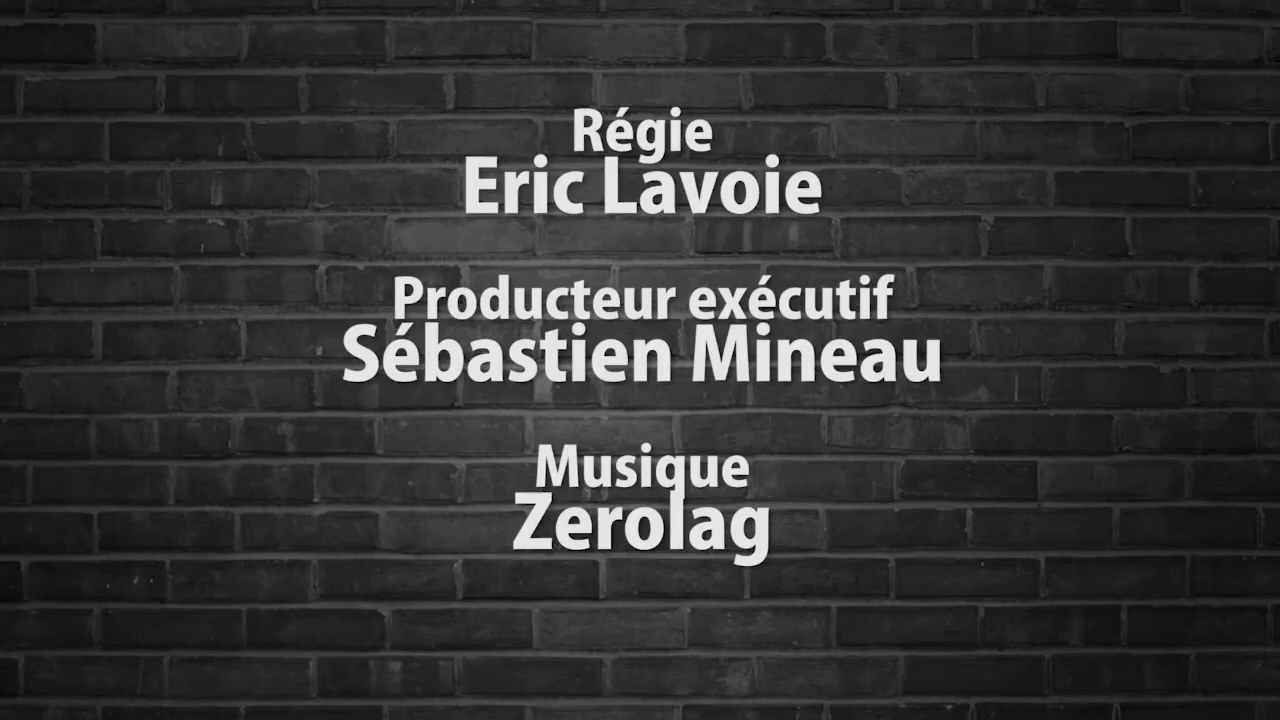 Régie
Eric Lavoie
Producteur exécutif
Sébastien Mineau
Musique
Zerolag